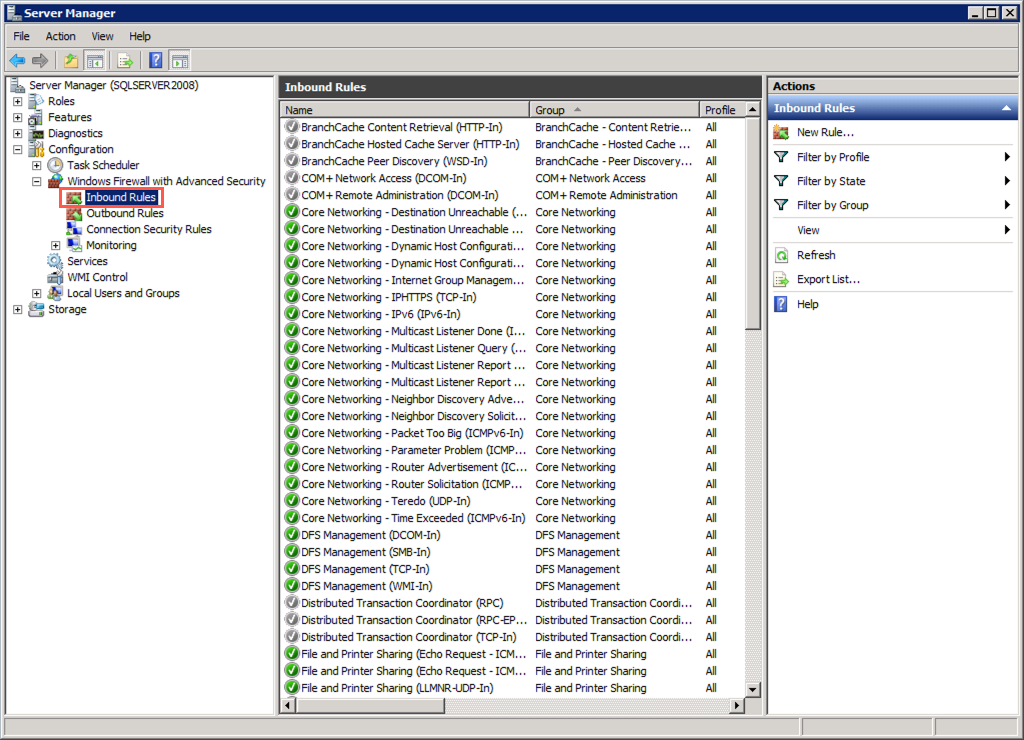 Server Manager
File Action View Help
Server Manager (SQLSERVER2008)
Roles
Features
Diagnostics
Configuration
Task Scheduler
Windows Firewall with Advanced Security
Inbound Rules
Outbound Rules
Connection Security Rules
Monitoring
Services
WMI Control
Local Users and Groups
Storage
Inbound Rules
Name Group Profile
BranchCache Content Retrieval (HTTP-In) BranchCache - Content Retrie... All
BranchCache Hosted Cache Server (HTTP-In) BranchCache - Hosted Cache ... All
BranchCache Peer Discovery (WSD-In) BranchCache - Peer Discovery... All
COM+ Network Access (DCOM-In) COM+ Network Access All
COM+ Remote Administration (DCOM-In) COM+ Remote Administration All
Core Networking - Destination Unreachable (... Core Networking All
Core Networking - Destination Unreachable ... Core Networking All
Core Networking - Dynamic Host Configurati... Core Networking All
Core Networking - Dynamic Host Configurati... Core Networking All
Core Networking - Internet Group Managem... Core Networking All
Core Networking - IPHTTPS (TCP-In) Core Networking All
Core Networking - IPv6 (IPv6-In) Core Networking All
Core Networking - Multicast Listener Done (I... Core Networking All
Core Networking - Multicast Listener Query (... Core Networking All
Core Networking - Multicast Listener Report ... Core Networking All
Core Networking - Multicast Listener Report ... Core Networking All
Core Networking - Neighbor Discovery Adve... Core Networking All
Core Networking - Neighbor Discovery Solicit... Core Networking All
Core Networking - Packet Too Big (ICMPv6-In) Core Networking All
Core Networking - Parameter Problem (ICMP... Core Networking All
Core Networking - Router Advertisement (IC... Core Networking All
Core Networking - Router Solicitation (ICMP... Core Networking All
Core Networking - Teredo (UDP-In) Core Networking All
Core Networking - Time Exceeded (ICMPv6-In) Core Networking All
DFS Management (DCOM-In) DFS Management All
DFS Management (SMB-In) DFS Management All
DFS Management (TCP-In) DFS Management All
DFS Management (WMI-In) DFS Management All
Distributed Transaction Coordinator (RPC) Distributed Transaction Coordi... All
Distributed Transaction Coordinator (RPC-EP... Distributed Transaction Coordi... All
Distributed Transaction Coordinator (TCP-In) Distributed Transaction Coordi... All
File and Printer Sharing (Echo Request - ICM... File and Printer Sharing All
File and Printer Sharing (Echo Request - ICM... File and Printer Sharing All
File and Printer Sharing (LLMNR-UDP-In) File and Printer Sharing All
Actions
Inbound Rules
New Rule...
Filter by Profile
Filter by State
Filter by Group
View
Refresh
Export List...
Help